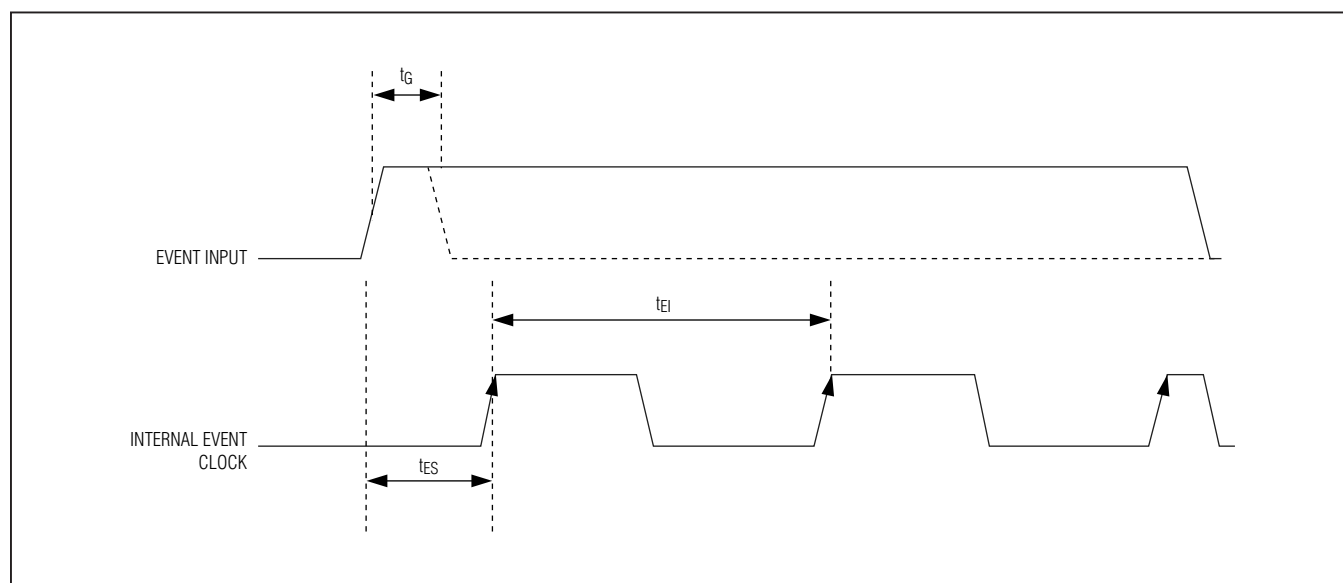 tG
EVENT INPUT
tEI
INTERNAL EVENT
CLOCK
tES